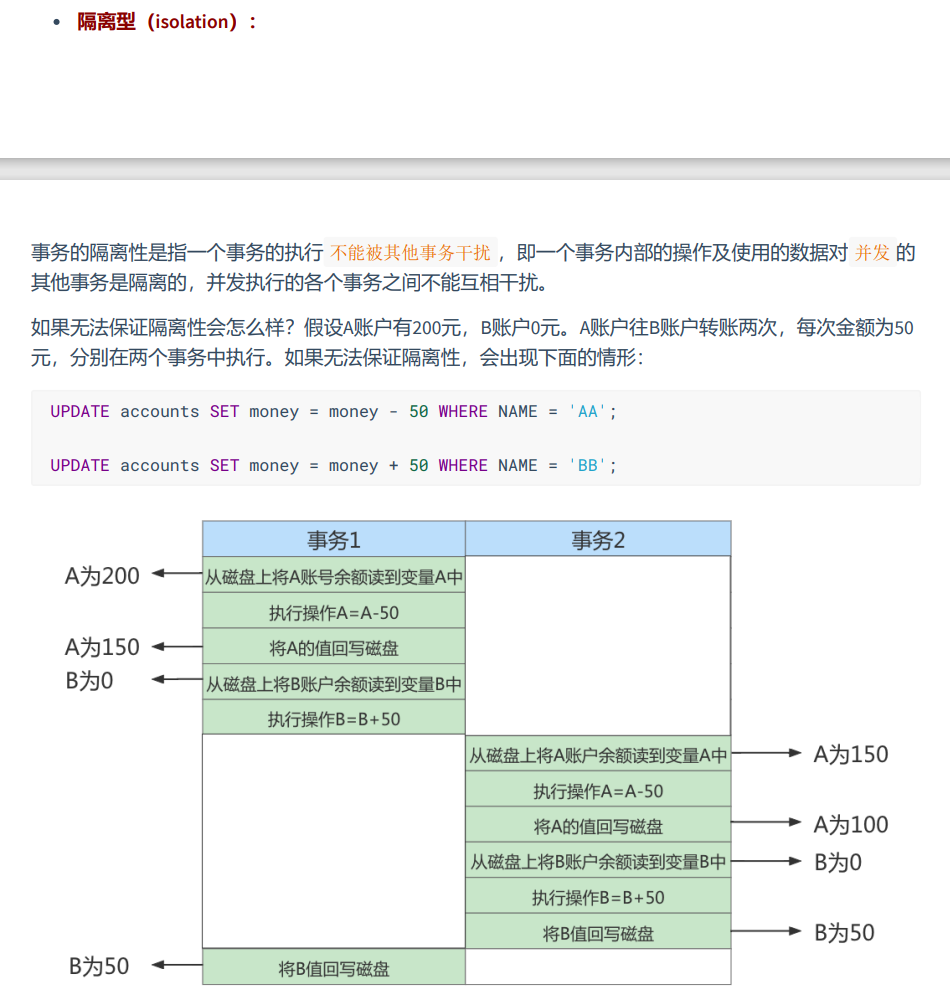 • 隔离型（isolation）：
事务的隔离性是指一个事务的执行 不能被其他事务干扰 ，即一个事务内部的操作及使用的数据对 并发 的
其他事务是隔离的，并发执行的各个事务之间不能互相干扰。
如果无法保证隔离性会怎么样？假设A账户有200元，B账户0元。A账户往B账户转账两次，每次金额为50
元，分别在两个事务中执行。如果无法保证隔离性，会出现下面的情形：
UPDATE accounts SET money = money - 50 WHERE NAME = 'AA';
UPDATE accounts SET money = money + 50 WHERE NAME = 'BB';
事务1 事务2
A为200 从磁盘上将A账号余额读到变量A中
执行操作A=A-50
A为150 将A的值回写磁盘
B为0 从磁盘上将B账户余额读到变量B中
执行操作B=B+50
从磁盘上将A账户余额读到变量A中 A为150
执行操作A=A-50
将A的值回写磁盘 A为100
从磁盘上将B账户余额读到变量B中 B为0
执行操作B=B+50
将B值回写磁盘 B为50
B为50 将B值回写磁盘